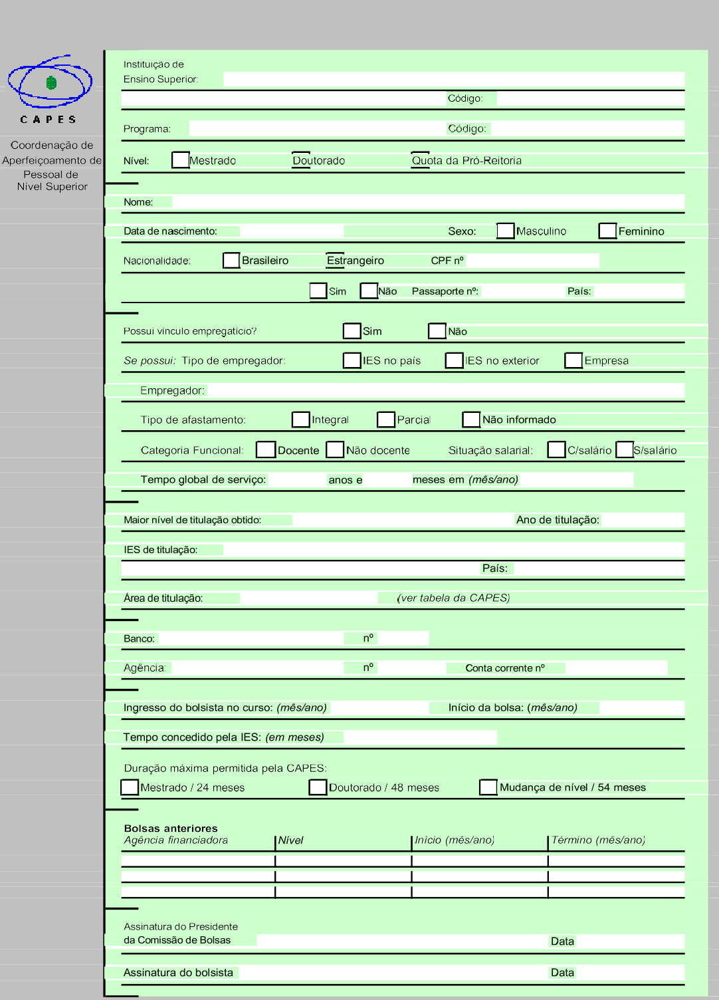 CAPES
Coordenação de
Aperfeiçoamento de
Pessoal de
Nível Superior
Instituição de
Ensino Superior:
Código:
Programa: Código:
Nível: Mestrado Doutorado Quota da Pró-Reitoria
Nome:
Data de nascimento: Sexo: Masculino Feminino
Nacionalidade: Brasileiro Estrangeiro CPF nº
Sim Não Passaporte nº: País:
Possui vínculo empregatício? Sim Não
Se possui: Tipo de empregador: IES no país IES no exterior Empresa
Empregador:
Tipo de afastamento: Integral Parcial Não informado
Categoria Funcional: Docente Não docente Situação salarial: C/salário S/salário
Tempo global de serviço: anos e meses em (mês/ano)
Maior nível de titulação obtido: Ano de titulação:
IES de titulação:
País:
Área de titulação: (ver tabela da CAPES)
Banco: nº
Agência: nº Conta corrente nº
Ingresso do bolsista no curso: (mês/ano) Início da bolsa: (mês/ano)
Tempo concedido pela IES: (em meses)
Duração máxima permitida pela CAPES:
Mestrado / 24 meses Doutorado / 48 meses Mudança de nível / 54 meses
Bolsas anteriores
Agência financiadora Nível Início (mês/ano) Término (mês/ano)
Assinatura do Presidente
da Comissão de Bolsas Data
Assinatura do bolsista Data